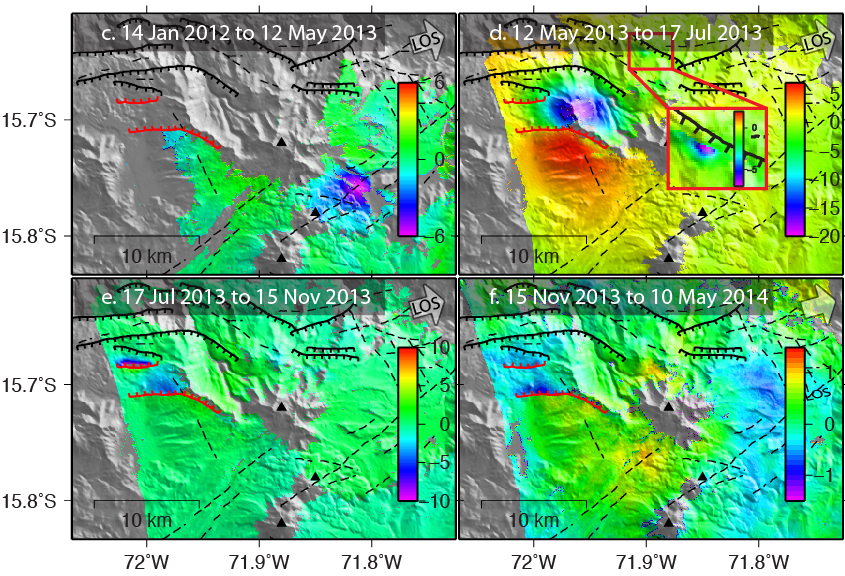 c. 14 Jan 2012 to 12 May 2013
LOS
6
0
6
10 km
15.7°S
15.8°S
d. 12 May 2013 to 17 Jul 2013
LOS
5
0
−5
−10
−15
−20
0
−5
10 km
e. 17 Jul 2013 to 15 Nov 2013
LOS
10
5
0
−5
−10
10 km
15.7°S
15.8°S
72°W
71.9°W
71.8°W
f. 15 Nov 2013 to 10 May 2014
LOS
1
0
−1
10 km
72°W
71.9°W
71.8°W